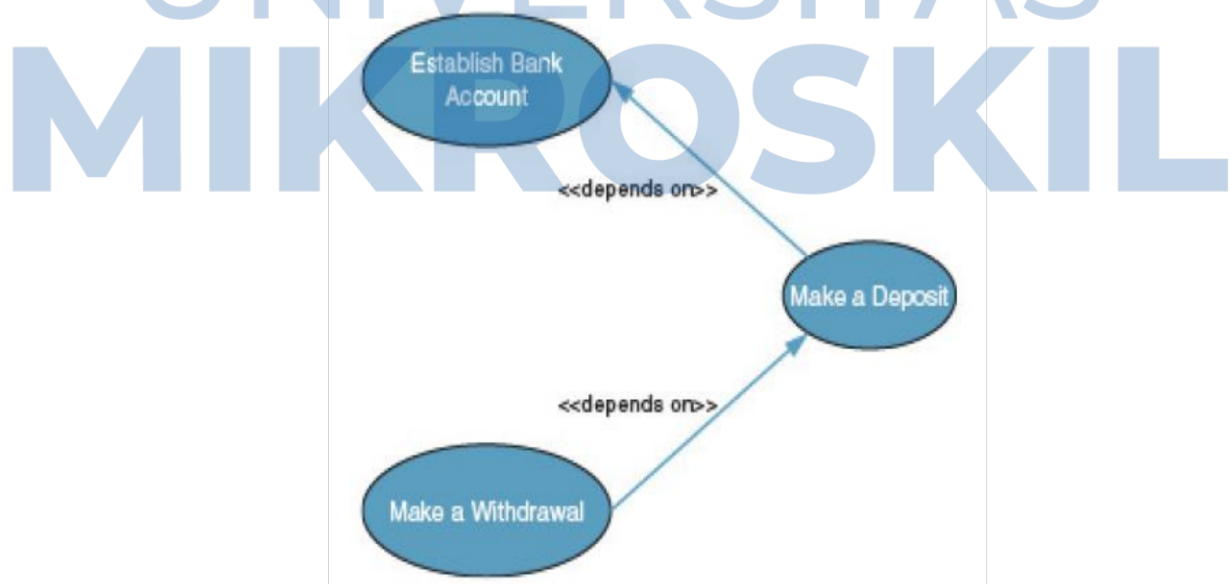 UNIVERSITAS
MIKROSKIL
Establish Bank
Account
<<depends on>>
Make a Deposit
<<depends on>>
Make a Withdrawal